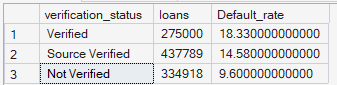 verification_status loans Default_rate
1 Verified 275000 18.330000000000
2 Source Verified 437789 14.580000000000
3 Not Verified 334918 9.600000000000